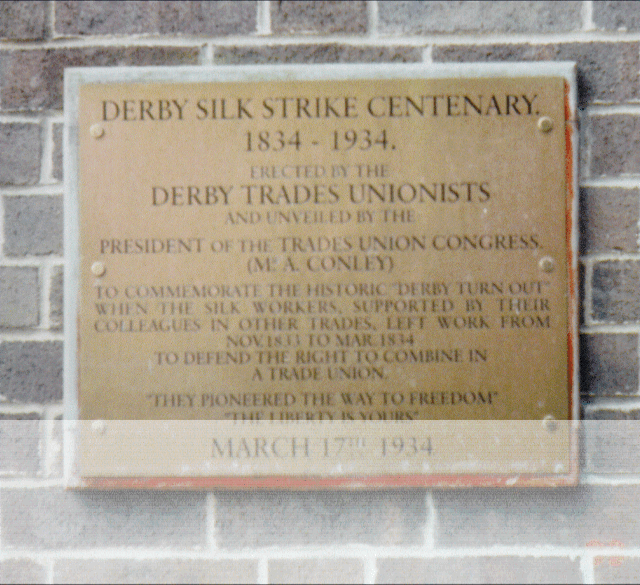 DERBY SILK STRIKE CENTENARY.
1834 - 1934.
ERECTED BY THE
DERBY TRADES UNIONISTS
AND UNVEILED BY THE
PRESIDENT OF THE TRADES UNION CONGRESS.
(MR A. CONLEY)
TO COMMEMORATE THE HISTORIC "DERBY TURN OUT"
WHEN THE SILK WORKERS, SUPPORTED BY THEIR
COLLEAGUES IN OTHER TRADES, LEFT WORK FROM
NOV.1833 TO MAR.1834
TO DEFEND THE RIGHT TO COMBINE IN
A TRADE UNION.
"THEY PIONEERED THE WAY TO FREEDOM"
"THE LIBERTY IS YOURS"
MARCH 17TH 1934